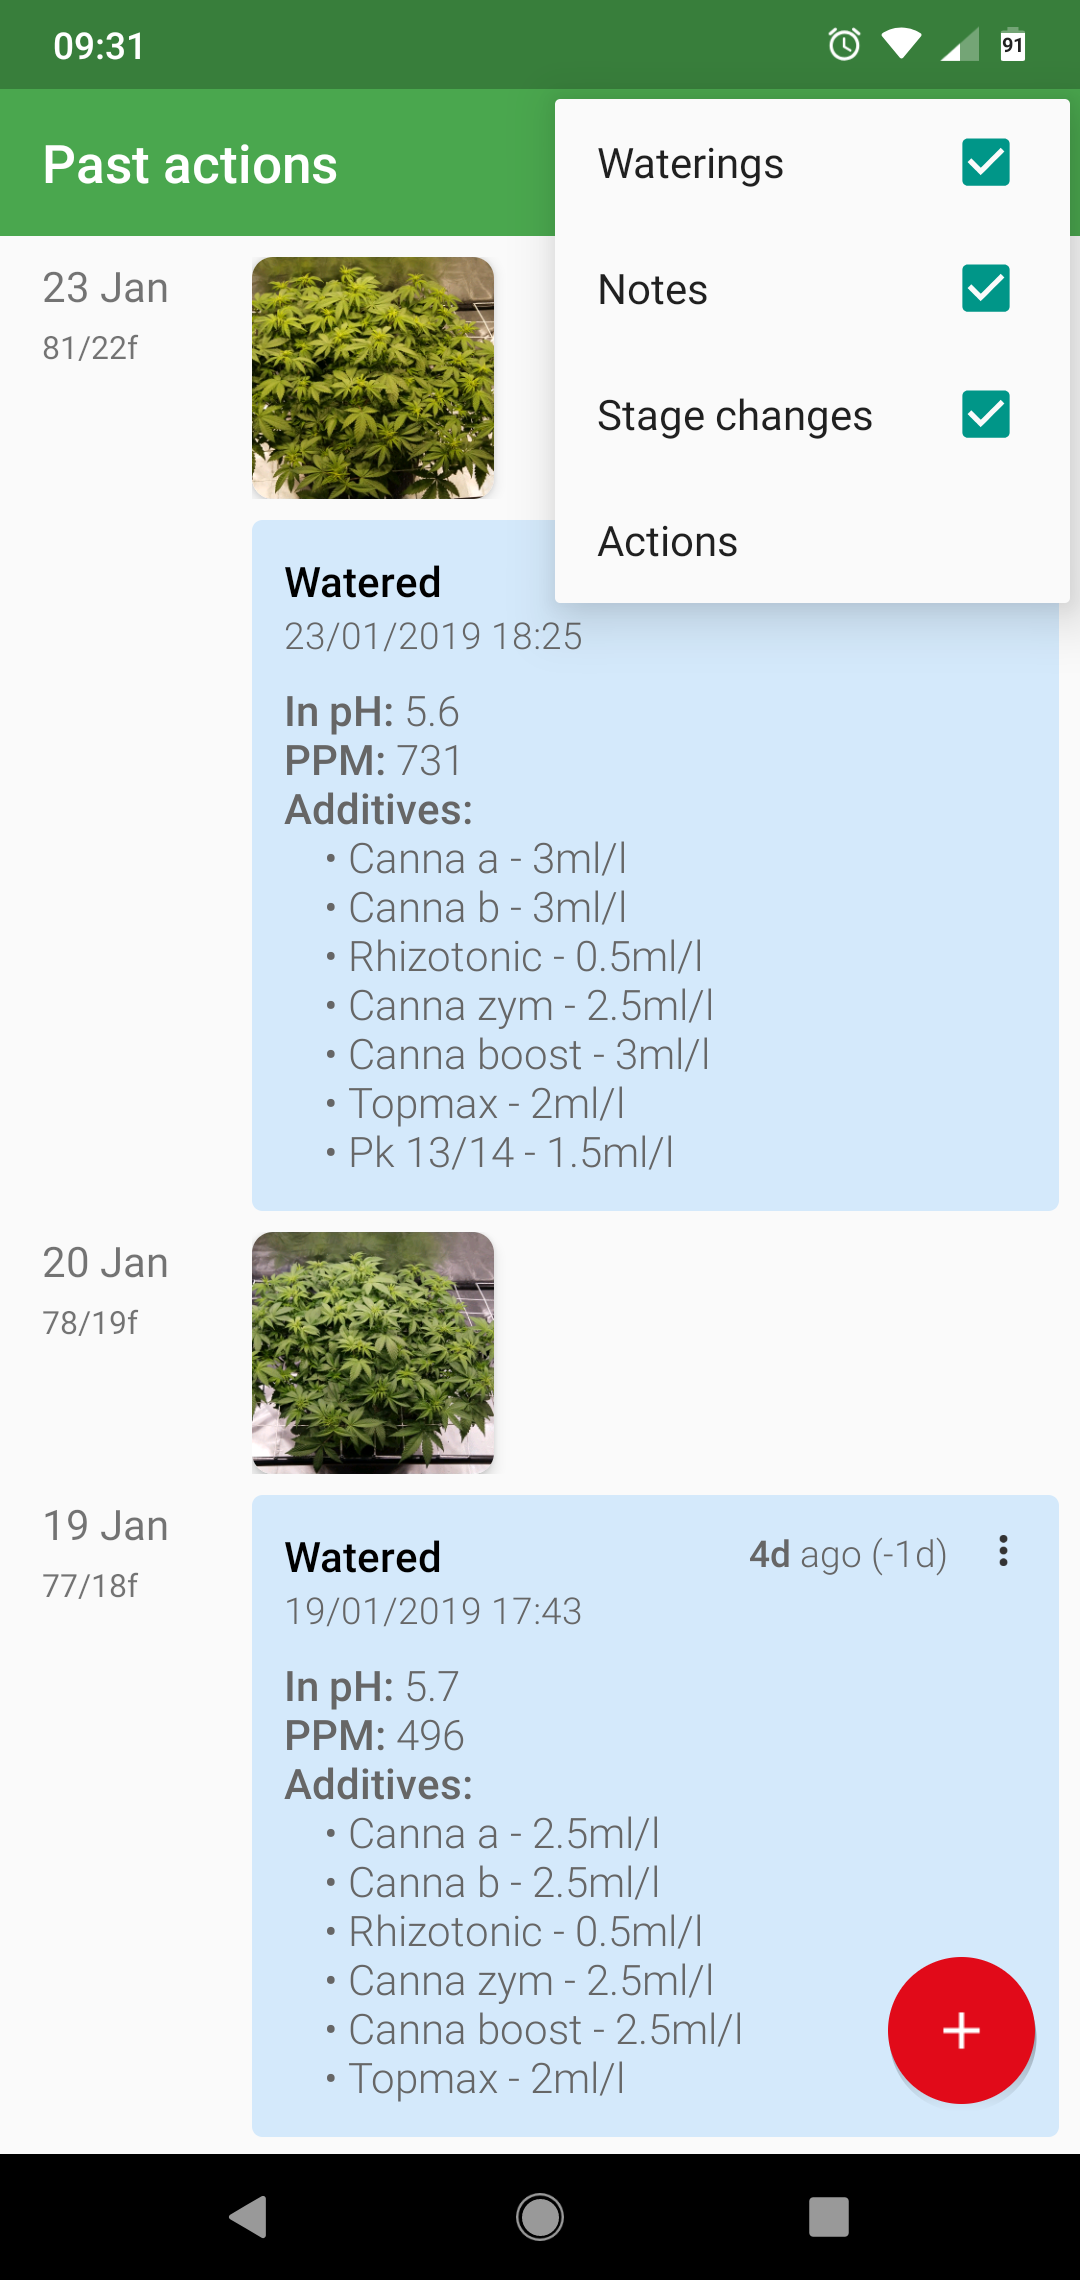 09:31
91
Past actions
Waterings
Notes
Stage changes
Actions
23 Jan
81/22f
Watered
23/01/2019 18:25
In pH: 5.6
PPM: 731
Additives:
• Canna a - 3ml/l
• Canna b - 3ml/l
• Rhizotonic - 0.5ml/l
• Canna zym - 2.5ml/l
• Canna boost - 3ml/l
• Topmax - 2ml/l
• Pk 13/14 - 1.5ml/l
20 Jan
78/19f
19 Jan
77/18f
Watered
4d ago (-1d)
19/01/2019 17:43
In pH: 5.7
PPM: 496
Additives:
• Canna a - 2.5ml/l
• Canna b - 2.5ml/l
• Rhizotonic - 0.5ml/l
• Canna zym - 2.5ml/l
• Canna boost - 2.5ml/l
• Topmax - 2ml/l